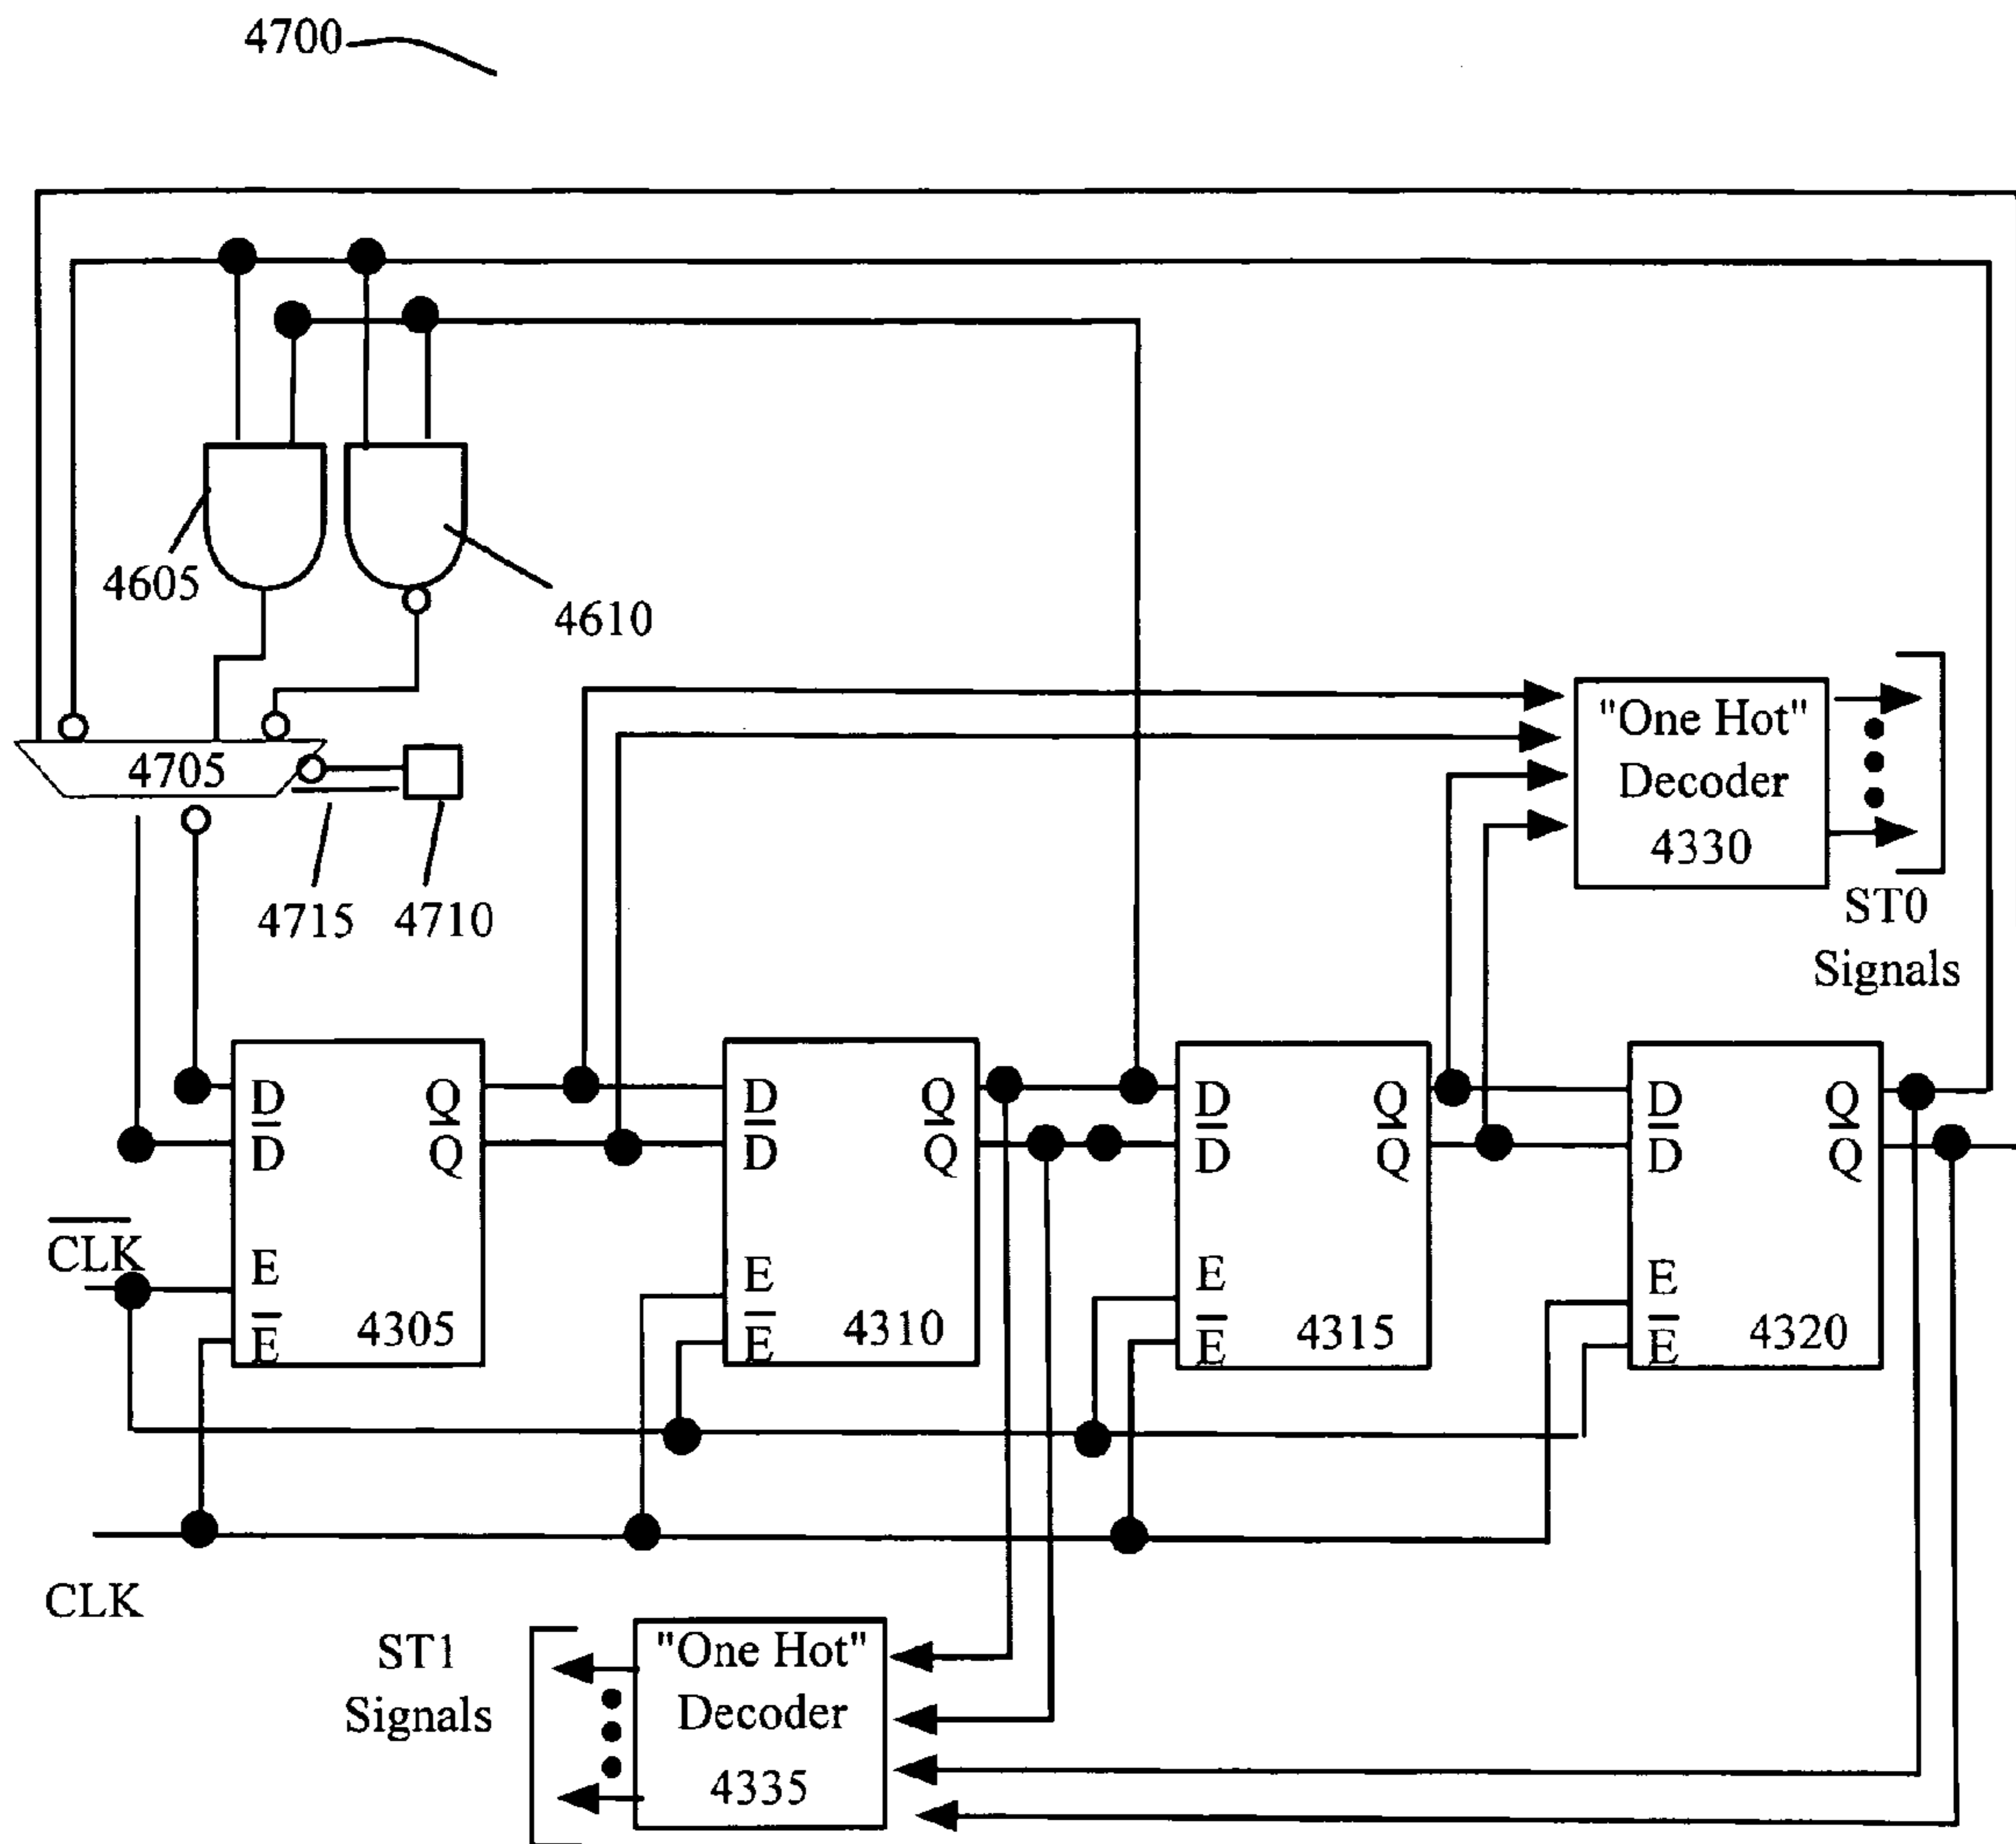 4700
4605
4610
4705
4715
4710
"One Hot"
Decoder
4330
ST0
Signals
D Q
D̅ Q̅
E
E̅
4305
D Q
D̅ Q̅
E
E̅
4310
D Q
D̅ Q̅
E
E̅
4315
D Q
D̅ Q̅
E
E̅
4320
C̅L̅K̅
CLK
ST1
Signals
"One Hot"
Decoder
4335